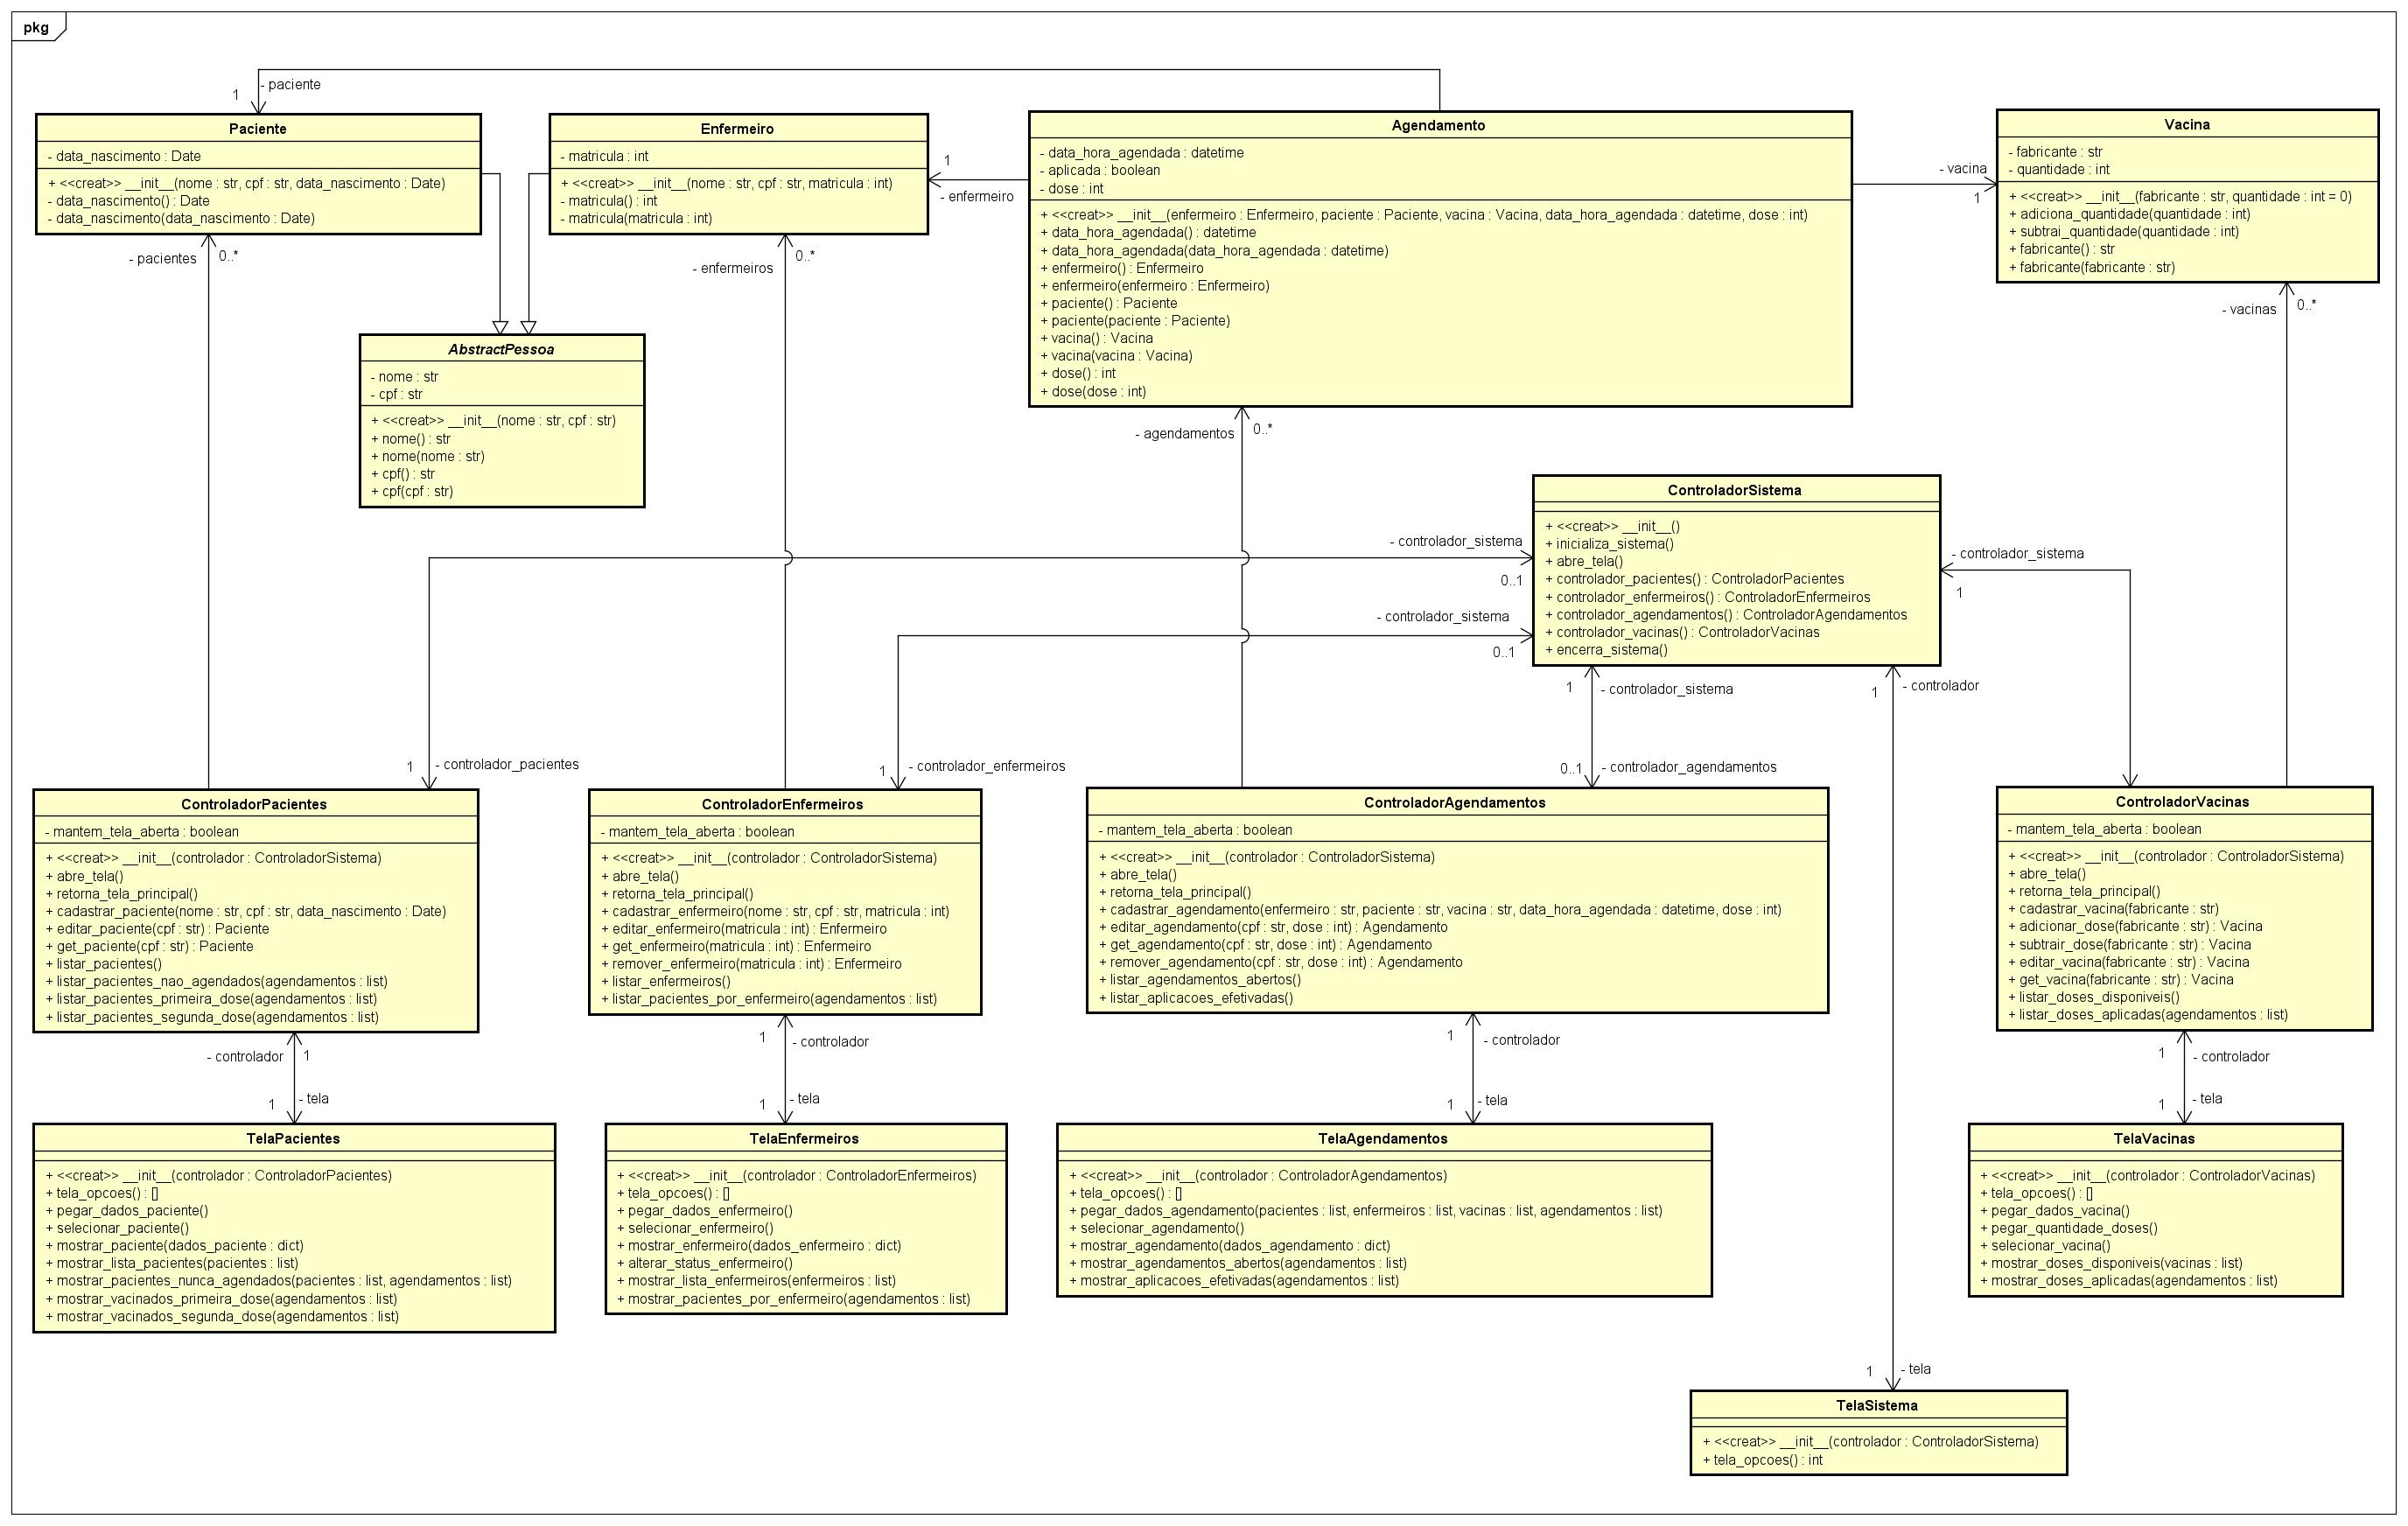 pkg
- paciente
1
Paciente
- data_nascimento : Date
+ <<creat>> __init__(nome : str, cpf : str, data_nascimento : Date)
- data_nascimento() : Date
- data_nascimento(data_nascimento : Date)
Enfermeiro
- matricula : int
+ <<creat>> __init__(nome : str, cpf : str, matricula : int)
- matricula() : int
- matricula(matricula : int)
1
- enfermeiro
Agendamento
- data_hora_agendada : datetime
- aplicada : boolean
- dose : int
+ <<creat>> __init__(enfermeiro : Enfermeiro, paciente : Paciente, vacina : Vacina, data_hora_agendada : datetime, dose : int)
+ data_hora_agendada() : datetime
+ data_hora_agendada(data_hora_agendada : datetime)
+ enfermeiro() : Enfermeiro
+ enfermeiro(enfermeiro : Enfermeiro)
+ paciente() : Paciente
+ paciente(paciente : Paciente)
+ vacina() : Vacina
+ vacina(vacina : Vacina)
+ dose() : int
+ dose(dose : int)
- vacina
1
Vacina
- fabricante : str
- quantidade : int
+ <<creat>> __init__(fabricante : str, quantidade : int = 0)
+ adiciona_quantidade(quantidade : int)
+ subtrai_quantidade(quantidade : int)
+ fabricante() : str
+ fabricante(fabricante : str)
- pacientes
0..*
- enfermeiros
0..*
- vacinas
0..*
AbstractPessoa
- nome : str
- cpf : str
+ <<creat>> __init__(nome : str, cpf : str)
+ nome() : str
+ nome(nome : str)
+ cpf() : str
+ cpf(cpf : str)
- agendamentos
0..*
ControladorSistema
+ <<creat>> __init__()
+ inicializa_sistema()
+ abre_tela()
+ controlador_pacientes() : ControladorPacientes
+ controlador_enfermeiros() : ControladorEnfermeiros
+ controlador_agendamentos() : ControladorAgendamentos
+ controlador_vacinas() : ControladorVacinas
+ encerra_sistema()
- controlador_sistema
0..1
- controlador_sistema
0..1
- controlador_sistema
1
1
- controlador_sistema
1
- controlador
1
- controlador_pacientes
1
- controlador_enfermeiros
0..1
- controlador_agendamentos
ControladorPacientes
- mantem_tela_aberta : boolean
+ <<creat>> __init__(controlador : ControladorSistema)
+ abre_tela()
+ retorna_tela_principal()
+ cadastrar_paciente(nome : str, cpf : str, data_nascimento : Date)
+ editar_paciente(cpf : str) : Paciente
+ get_paciente(cpf : str) : Paciente
+ listar_pacientes()
+ listar_pacientes_nao_agendados(agendamentos : list)
+ listar_pacientes_primeira_dose(agendamentos : list)
+ listar_pacientes_segunda_dose(agendamentos : list)
ControladorEnfermeiros
- mantem_tela_aberta : boolean
+ <<creat>> __init__(controlador : ControladorSistema)
+ abre_tela()
+ retorna_tela_principal()
+ cadastrar_enfermeiro(nome : str, cpf : str, matricula : int)
+ editar_enfermeiro(matricula : int) : Enfermeiro
+ get_enfermeiro(matricula : int) : Enfermeiro
+ remover_enfermeiro(matricula : int) : Enfermeiro
+ listar_enfermeiros()
+ listar_pacientes_por_enfermeiro(agendamentos : list)
ControladorAgendamentos
- mantem_tela_aberta : boolean
+ <<creat>> __init__(controlador : ControladorSistema)
+ abre_tela()
+ retorna_tela_principal()
+ cadastrar_agendamento(enfermeiro : str, paciente : str, vacina : str, data_hora_agendada : datetime, dose : int)
+ editar_agendamento(cpf : str, dose : int) : Agendamento
+ get_agendamento(cpf : str, dose : int) : Agendamento
+ remover_agendamento(cpf : str, dose : int) : Agendamento
+ listar_agendamentos_abertos()
+ listar_aplicacoes_efetivadas()
ControladorVacinas
- mantem_tela_aberta : boolean
+ <<creat>> __init__(controlador : ControladorSistema)
+ abre_tela()
+ retorna_tela_principal()
+ cadastrar_vacina(fabricante : str)
+ adicionar_dose(fabricante : str) : Vacina
+ subtrair_dose(fabricante : str) : Vacina
+ editar_vacina(fabricante : str) : Vacina
+ get_vacina(fabricante : str) : Vacina
+ listar_doses_disponiveis()
+ listar_doses_aplicadas(agendamentos : list)
- controlador
1
1
- tela
1
- controlador
1
- tela
1
- controlador
1
- tela
1
- controlador
1
- tela
TelaPacientes
+ <<creat>> __init__(controlador : ControladorPacientes)
+ tela_opcoes() : []
+ pegar_dados_paciente()
+ selecionar_paciente()
+ mostrar_paciente(dados_paciente : dict)
+ mostrar_lista_pacientes(pacientes : list)
+ mostrar_pacientes_nunca_agendados(pacientes : list, agendamentos : list)
+ mostrar_vacinados_primeira_dose(agendamentos : list)
+ mostrar_vacinados_segunda_dose(agendamentos : list)
TelaEnfermeiros
+ <<creat>> __init__(controlador : ControladorEnfermeiros)
+ tela_opcoes() : []
+ pegar_dados_enfermeiro()
+ selecionar_enfermeiro()
+ mostrar_enfermeiro(dados_enfermeiro : dict)
+ alterar_status_enfermeiro()
+ mostrar_lista_enfermeiros(enfermeiros : list)
+ mostrar_pacientes_por_enfermeiro(agendamentos : list)
TelaAgendamentos
+ <<creat>> __init__(controlador : ControladorAgendamentos)
+ tela_opcoes() : []
+ pegar_dados_agendamento(pacientes : list, enfermeiros : list, vacinas : list, agendamentos : list)
+ selecionar_agendamento()
+ mostrar_agendamento(dados_agendamento : dict)
+ mostrar_agendamentos_abertos(agendamentos : list)
+ mostrar_aplicacoes_efetivadas(agendamentos : list)
TelaVacinas
+ <<creat>> __init__(controlador : ControladorVacinas)
+ tela_opcoes() : []
+ pegar_dados_vacina()
+ pegar_quantidade_doses()
+ selecionar_vacina()
+ mostrar_doses_disponiveis(vacinas : list)
+ mostrar_doses_aplicadas(agendamentos : list)
1
- tela
TelaSistema
+ <<creat>> __init__(controlador : ControladorSistema)
+ tela_opcoes() : int